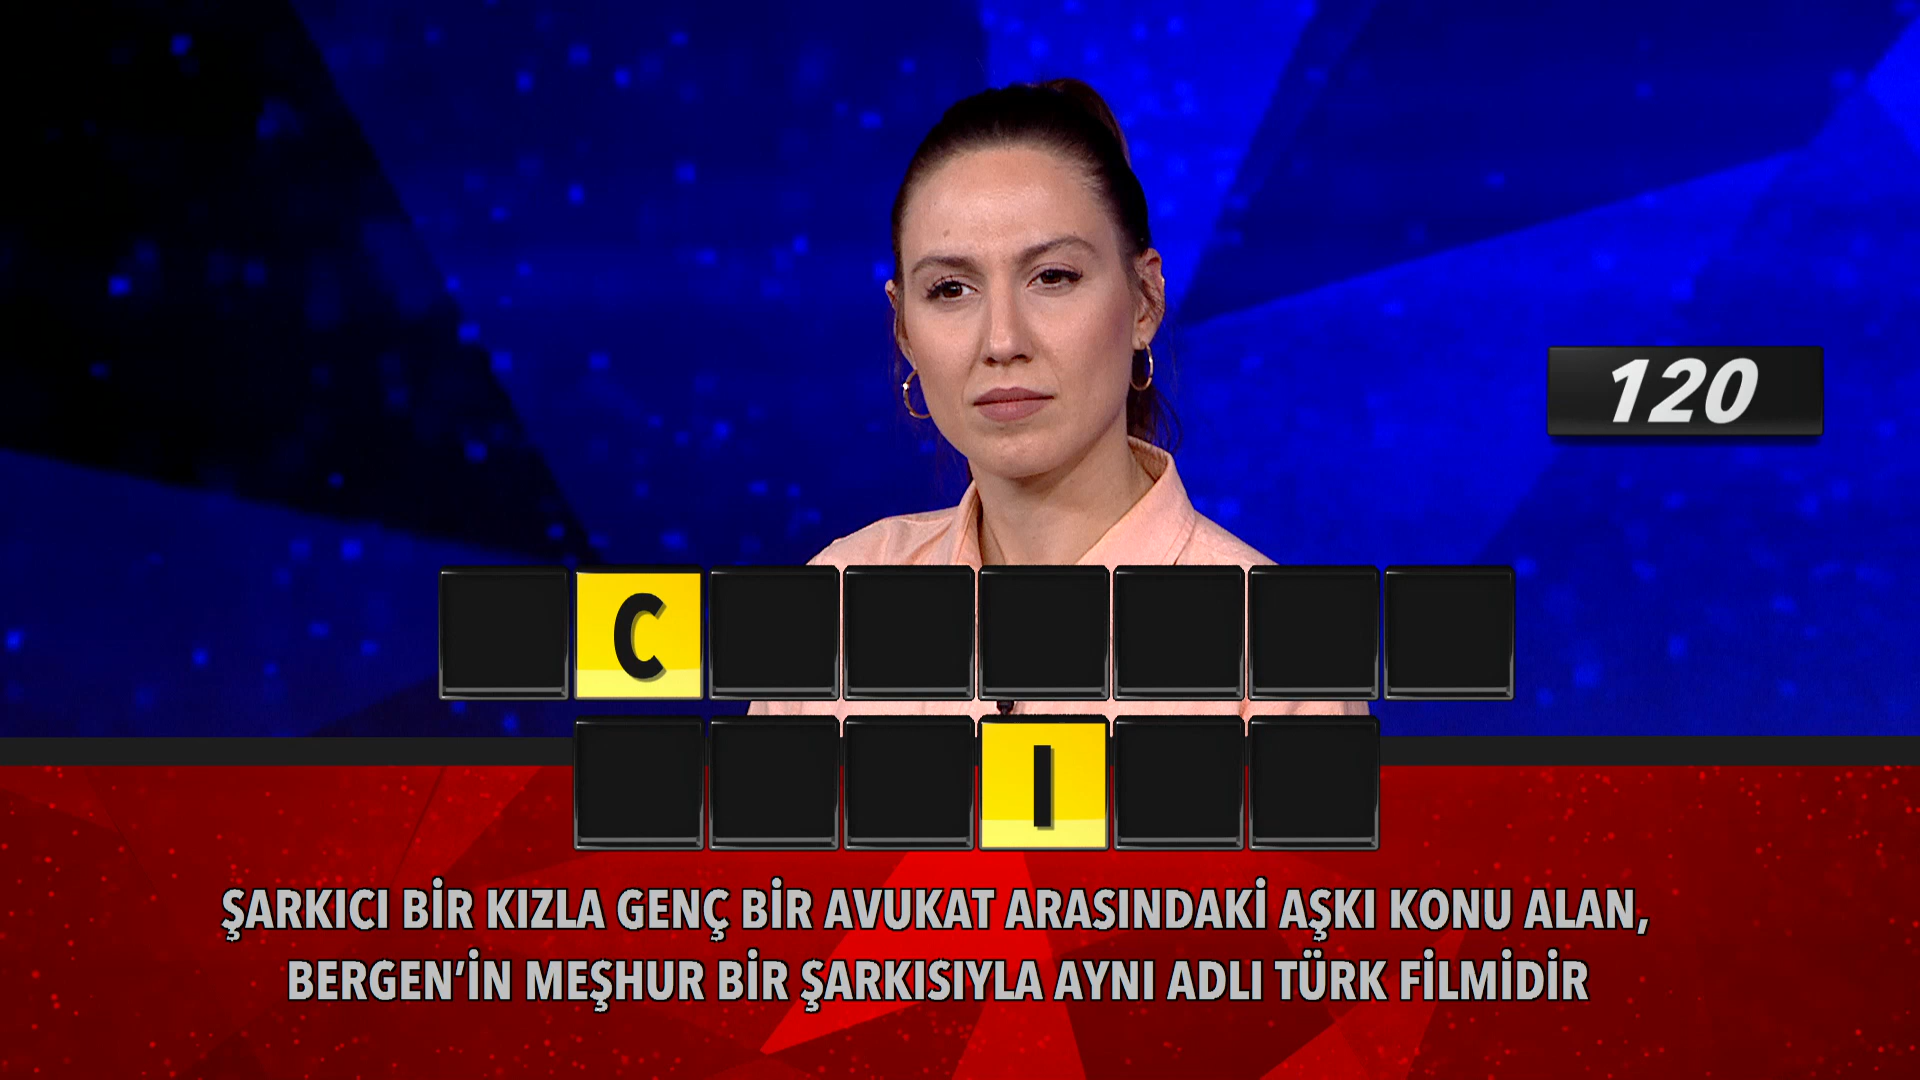 120
C
I
ŞARKICI BİR KIZLA GENÇ BİR AVUKAT ARASINDAKİ AŞKI KONU ALAN,
BERGEN'İN MEŞHUR BİR ŞARKISIYLA AYNI ADLI TÜRK FİLMİDİR